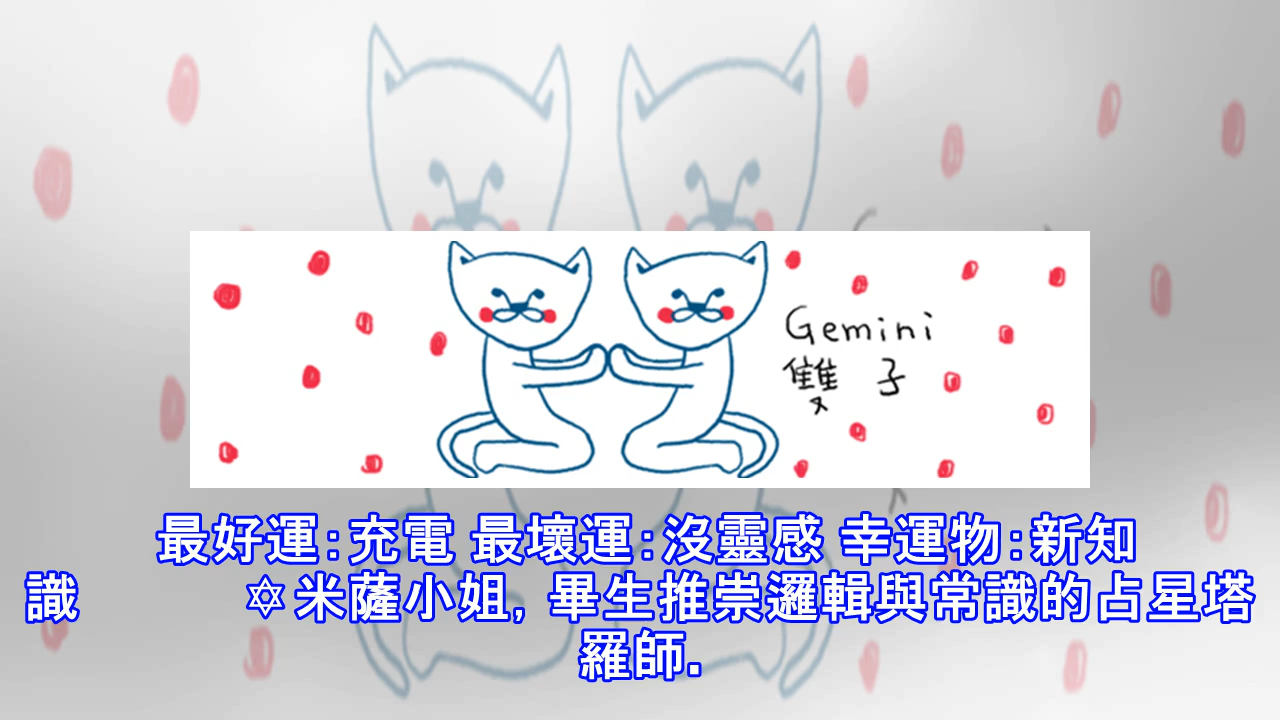 Gemini
雙子
最好運:充電 最壞運:沒靈感 幸運物:新知
識 ✡米薩小姐, 畢生推崇邏輯與常識的占星塔
羅師.